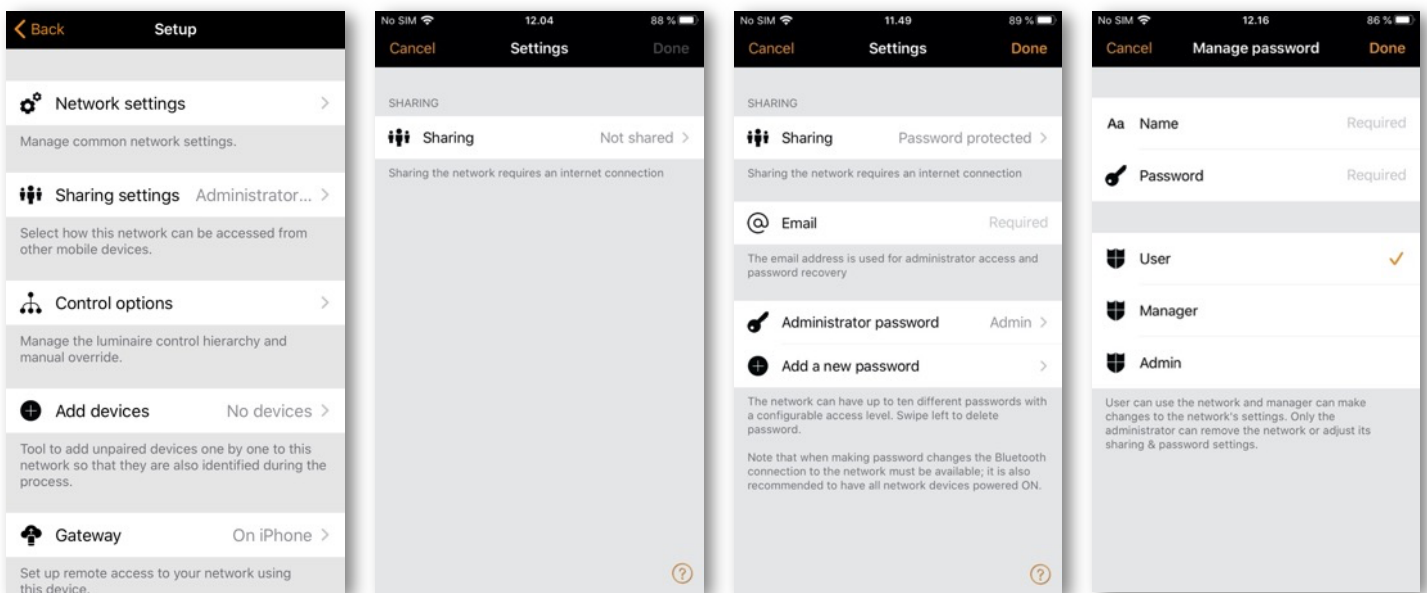 Back
Setup
Network settings
Manage common network settings.
Sharing settings Administrator...
Select how this network can be accessed from
other mobile devices.
Control options
Manage the luminaire control hierarchy and
manual override.
Add devices No devices
Tool to add unpaired devices one by one to this
network so that they are also identified during the
process.
Gateway On iPhone
Set up remote access to your network using
this device.
No SIM 12.04 88 %
Cancel Settings Done
SHARING
Sharing Not shared
Sharing the network requires an internet connection
?
No SIM 11.49 89 %
Cancel Settings Done
SHARING
Sharing Password protected
Sharing the network requires an internet connection
@ Email Required
The email address is used for administrator access and
password recovery
Administrator password Admin
Add a new password
The network can have up to ten different passwords with
a configurable access level. Swipe left to delete
password.
Note that when making password changes the Bluetooth
connection to the network must be available; it is also
recommended to have all network devices powered ON.
?
No SIM 12.16 86 %
Cancel Manage password Done
Aa Name Required
Password Required
User
Manager
Admin
User can use the network and manager can make
changes to the network's settings. Only the
administrator can remove the network or adjust its
sharing & password settings.